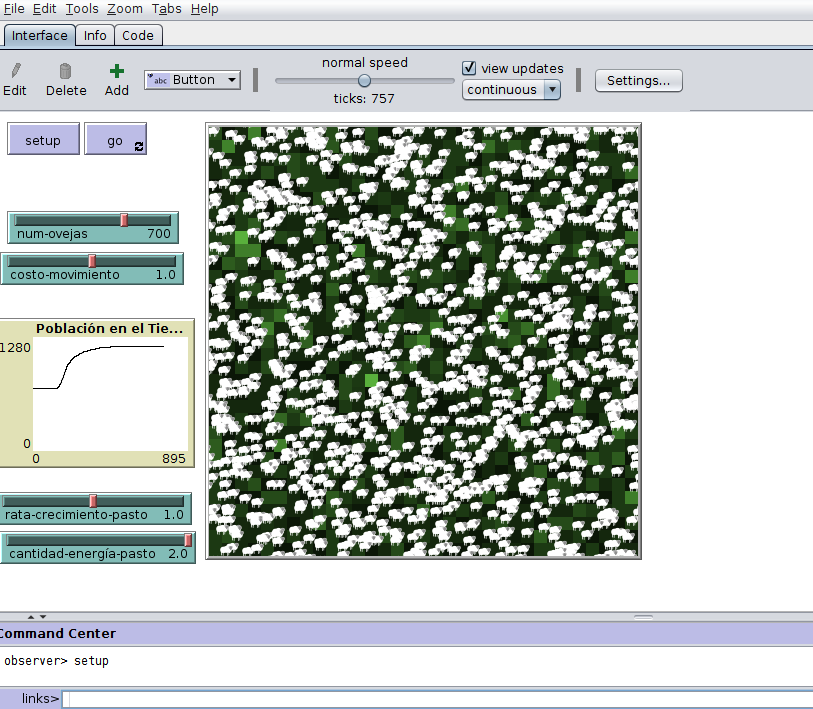 File Edit Tools Zoom Tabs Help
Interface Info Code
normal speed
view updates
Edit Delete Add abc Button continuous Settings...
ticks: 757
setup go
num-ovejas 700
costo-movimiento 1.0
Población en el Tie...
1280
0
0 895
rata-crecimiento-pasto 1.0
cantidad-energía-pasto 2.0
Command Center
observer> setup
links>